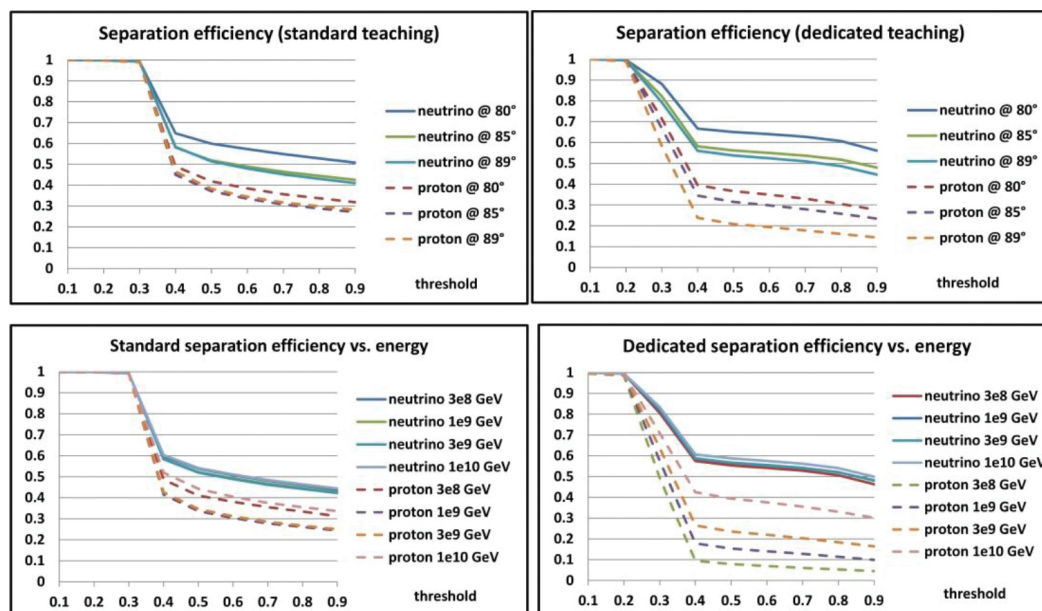 Separation efficiency (standard teaching)
1
0.9
0.8
0.7
0.6
0.5
0.4
0.3
0.2
0.1
0
neutrino @ 80°
neutrino @ 85°
neutrino @ 89°
proton @ 80°
proton @ 85°
proton @ 89°
threshold
0.1 0.2 0.3 0.4 0.5 0.6 0.7 0.8 0.9
Separation efficiency (dedicated teaching)
1
0.9
0.8
0.7
0.6
0.5
0.4
0.3
0.2
0.1
0
neutrino @ 80°
neutrino @ 85°
neutrino @ 89°
proton @ 80°
proton @ 85°
proton @ 89°
threshold
0.1 0.2 0.3 0.4 0.5 0.6 0.7 0.8 0.9
Standard separation efficiency vs. energy
1
0.9
0.8
0.7
0.6
0.5
0.4
0.3
0.2
0.1
0
neutrino 3e8 GeV
neutrino 1e9 GeV
neutrino 3e9 GeV
neutrino 1e10 GeV
proton 3e8 GeV
proton 1e9 GeV
proton 3e9 GeV
proton 1e10 GeV
threshold
0.1 0.2 0.3 0.4 0.5 0.6 0.7 0.8 0.9
Dedicated separation efficiency vs. energy
1
0.9
0.8
0.7
0.6
0.5
0.4
0.3
0.2
0.1
0
neutrino 3e8 GeV
neutrino 1e9 GeV
neutrino 3e9 GeV
neutrino 1e10 GeV
proton 3e8 GeV
proton 1e9 GeV
proton 3e9 GeV
proton 1e10 GeV
threshold
0.1 0.2 0.3 0.4 0.5 0.6 0.7 0.8 0.9